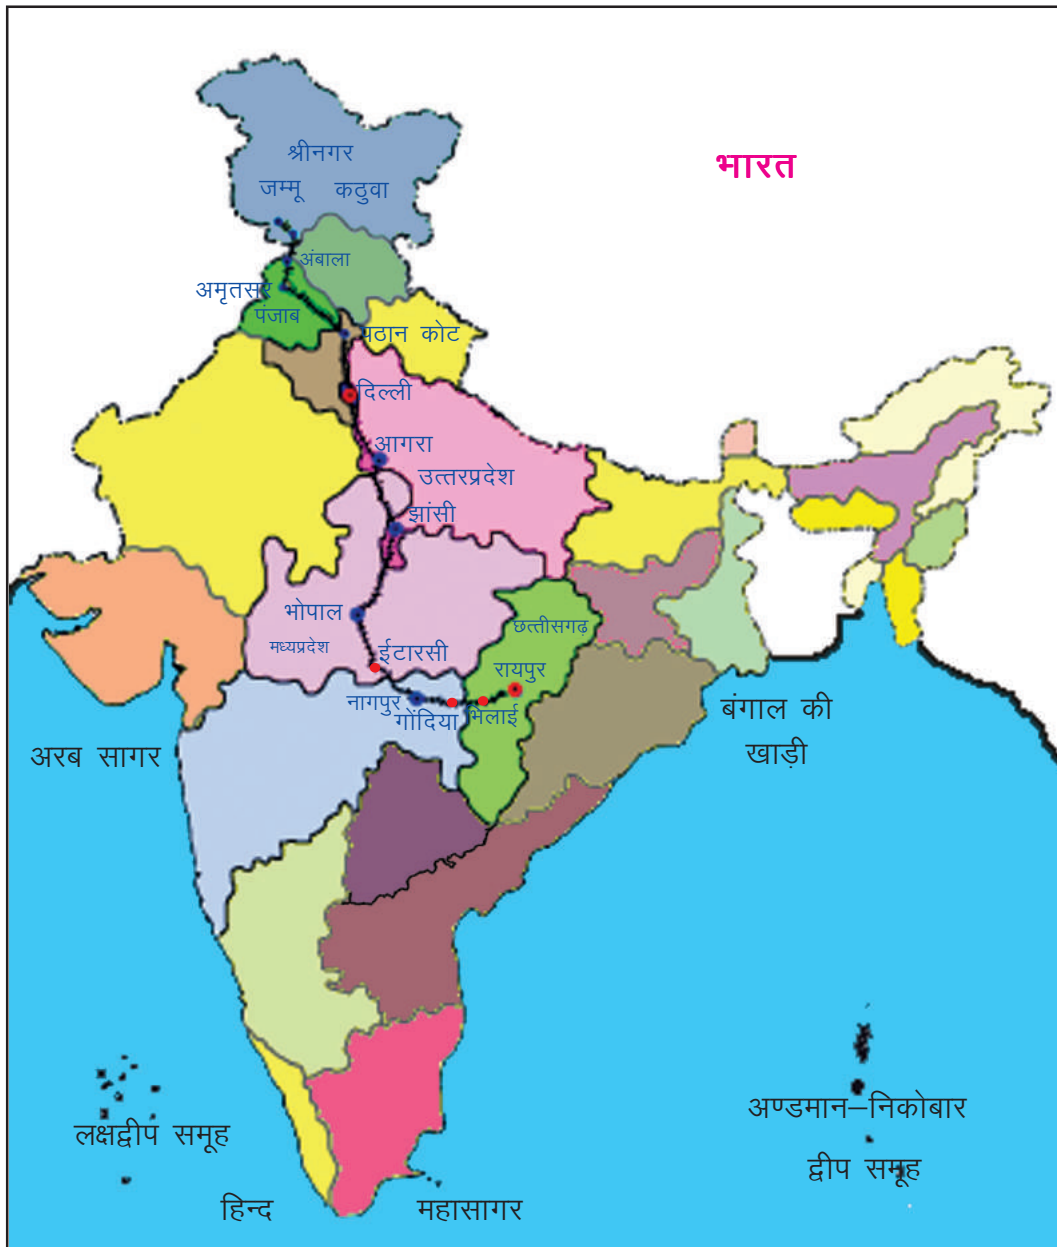 भारत
श्रीनगर
जम्मू कठुवा
अंबाला
अमृतसर
पंजाब
पठान कोट
दिल्ली
आगरा
उत्तरप्रदेश
झांसी
भोपाल
छत्तीसगढ़
मध्यप्रदेश
ईटारसी
रायपुर
नागपुर
गोंदिया
भिलाई
बंगाल की
खाड़ी
अरब सागर
लक्षद्वीप समूह
अण्डमान–निकोबार
द्वीप समूह
हिन्द महासागर